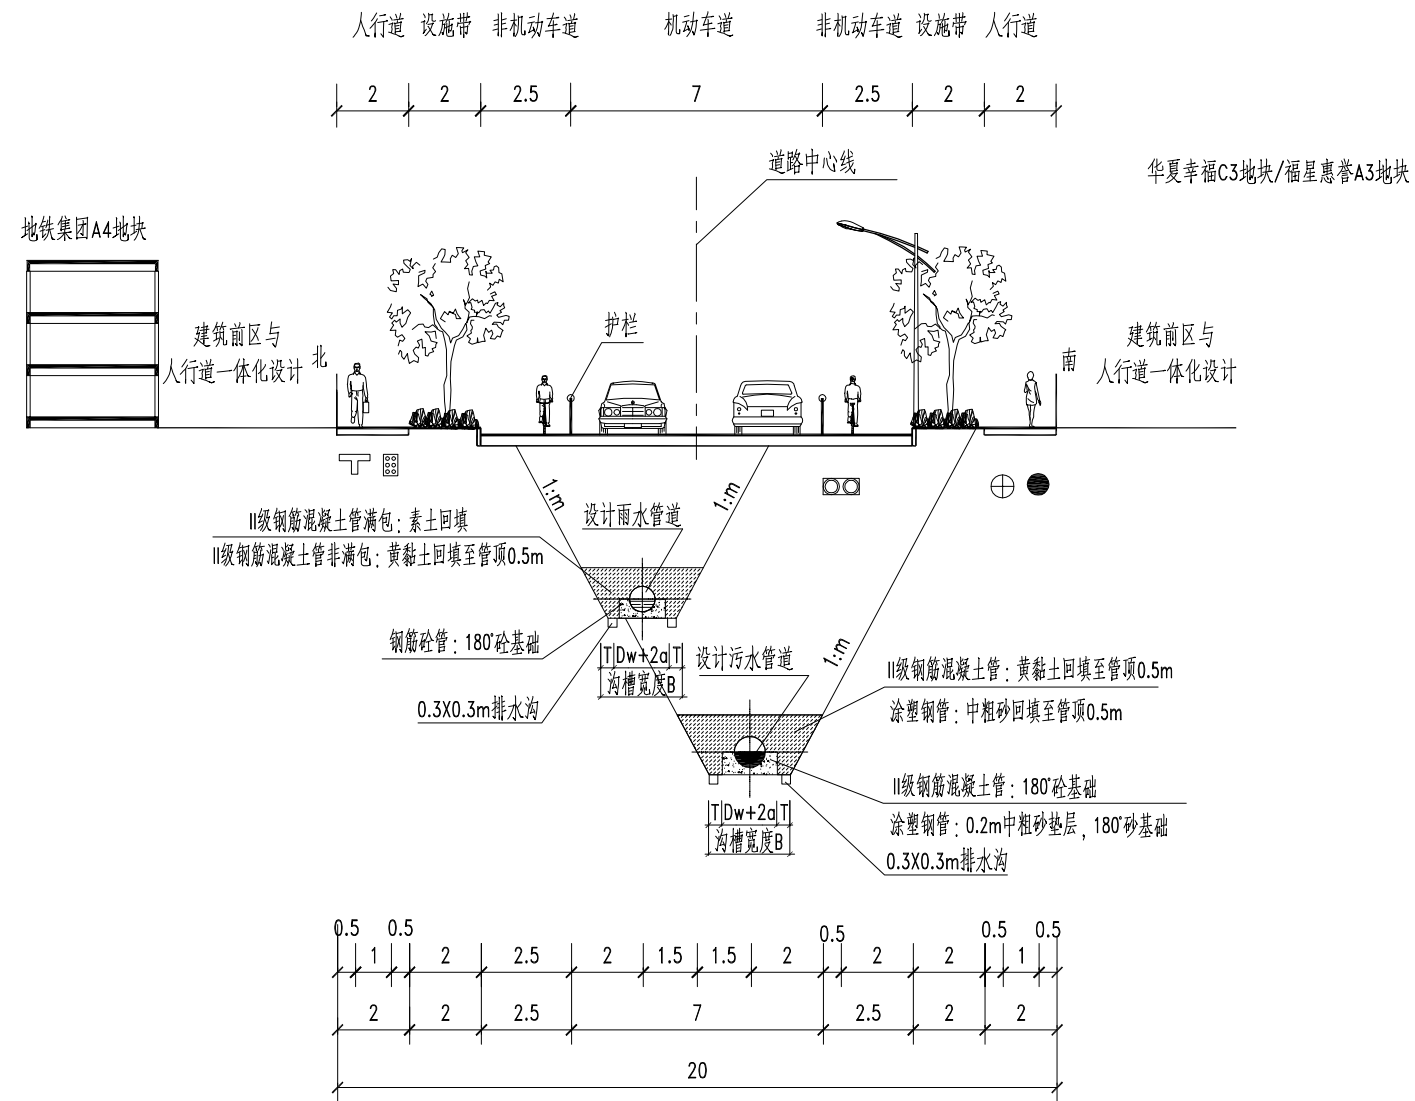 人行道 设施带 非机动车道 机动车道 非机动车道 设施带 人行道
2 2 2.5 7 2.5 2 2
道路中心线
华夏幸福C3地块/福星惠誉A3地块
地铁集团A4地块
护栏
建筑前区与
人行道一体化设计
北
建筑前区与
人行道一体化设计
南
1:m
1:m
设计雨水管道
II级钢筋混凝土管满包：素土回填
II级钢筋混凝土管非满包：黄黏土回填至管顶0.5m
钢筋砼管：180°砼基础
T Dw+2a T
沟槽宽度B
0.3X0.3m排水沟
设计污水管道
1:m
II级钢筋混凝土管：黄黏土回填至管顶0.5m
涂塑钢管：中粗砂回填至管顶0.5m
II级钢筋混凝土管：180°砼基础
涂塑钢管：0.2m中粗砂垫层，180°砂基础
0.3X0.3m排水沟
T Dw+2a T
沟槽宽度B
0.5 1 0.5 2 2.5 2 1.5 1.5 2 0.5 2 2 0.5 1 0.5
2 2 2.5 7 2.5 2 2
20